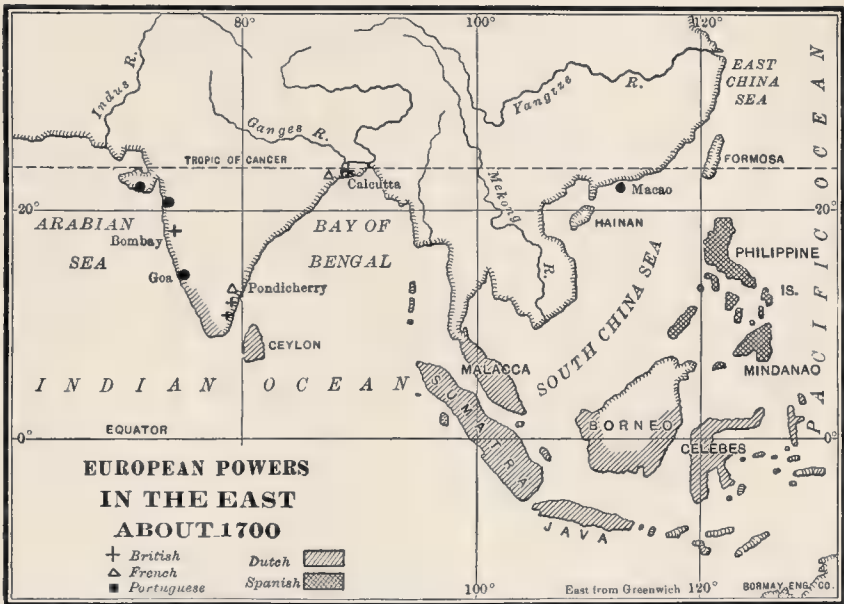 80° 100° 120°
Indus R.
Ganges R.
Yangtze R.
EAST
CHINA
SEA
TROPIC OF CANCER
FORMOSA
Calcutta
Macao
Mekong R.
20° 20°
ARABIAN
SEA
Bombay
BAY OF
BENGAL
HAINAN
PACIFIC OCEAN
PHILIPPINE
IS.
Goa
Pondicherry
SOUTH CHINA SEA
CEYLON
MALACCA
MINDANAO
INDIAN OCEAN
SUMATRA
BORNEO
CELEBES
EQUATOR
0° 0°
JAVA
EUROPEAN POWERS
IN THE EAST
ABOUT 1700
British
French
Portuguese
Dutch
Spanish
100° East from Greenwich 120° BORMAY ENG. CO.